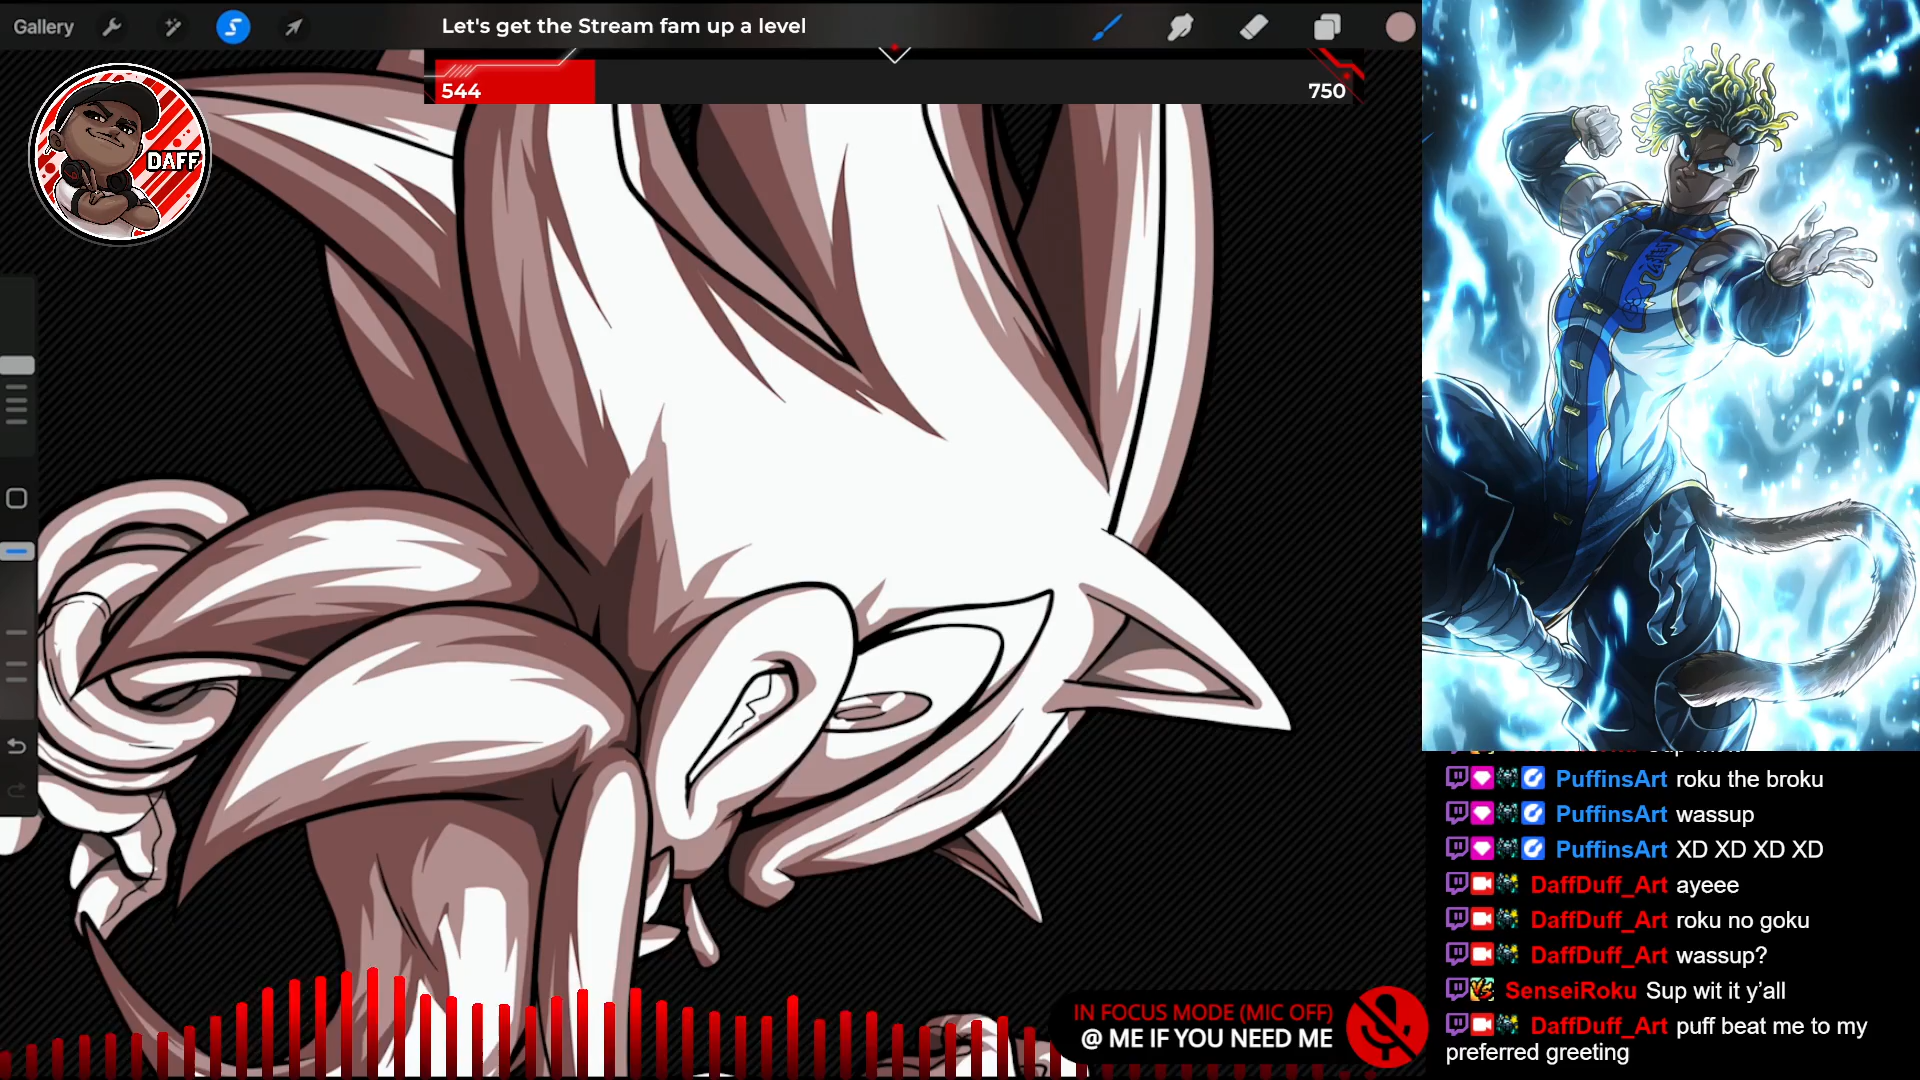 Gallery
Let's get the Stream fam up a level
544
750
DAFF
PuffinsArt roku the broku
PuffinsArt wassup
PuffinsArt XD XD XD XD
DaffDuff_Art ayeee
DaffDuff_Art roku no goku
DaffDuff_Art wassup?
SenseiRoku Sup wit it y’all
DaffDuff_Art puff beat me to my
preferred greeting
IN FOCUS MODE (MIC OFF)
@ ME IF YOU NEED ME